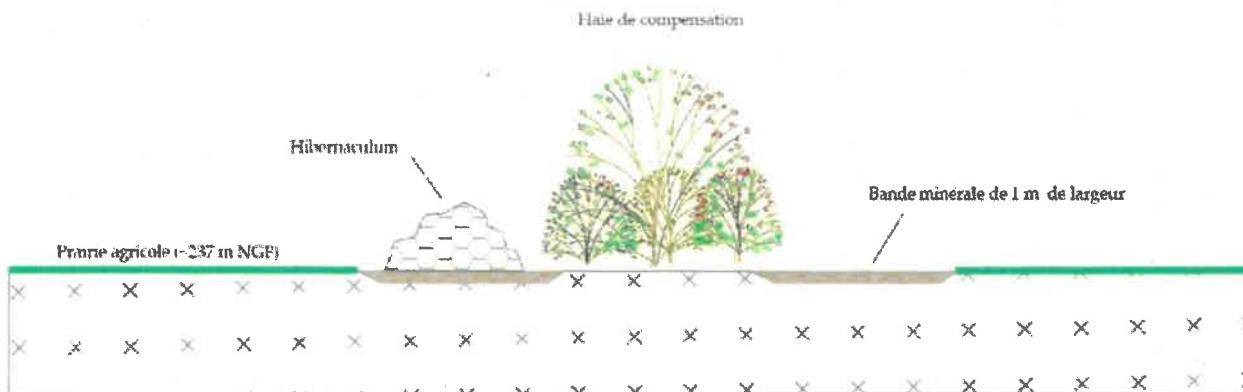 Haie de compensation
Hibernaculum
Bande minérale de 1 m de largeur
Prairie agricole (~237 m NGF)